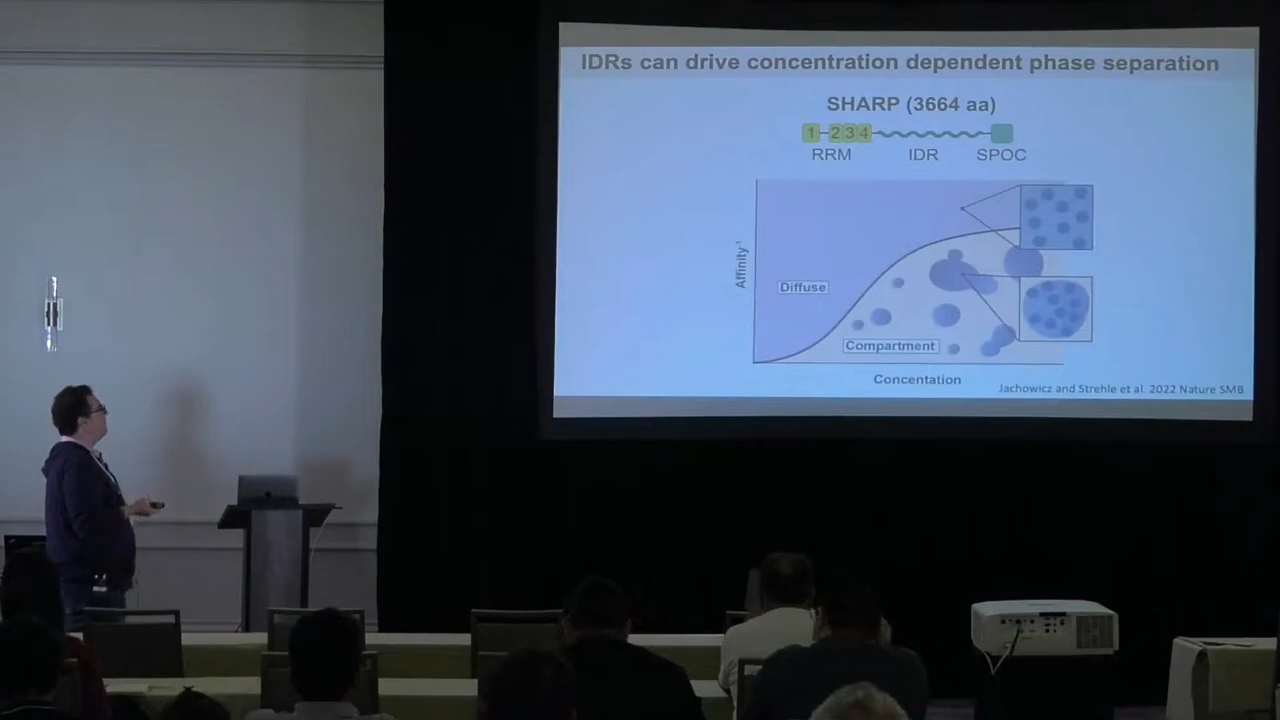 IDRs can drive concentration dependent phase separation
SHARP (3664 aa)
1 2 3 4
RRM IDR SPOC
Affinity⁻¹
Diffuse
Compartment
Concentation
Jachowicz and Strehle et al. 2022 Nature SMB